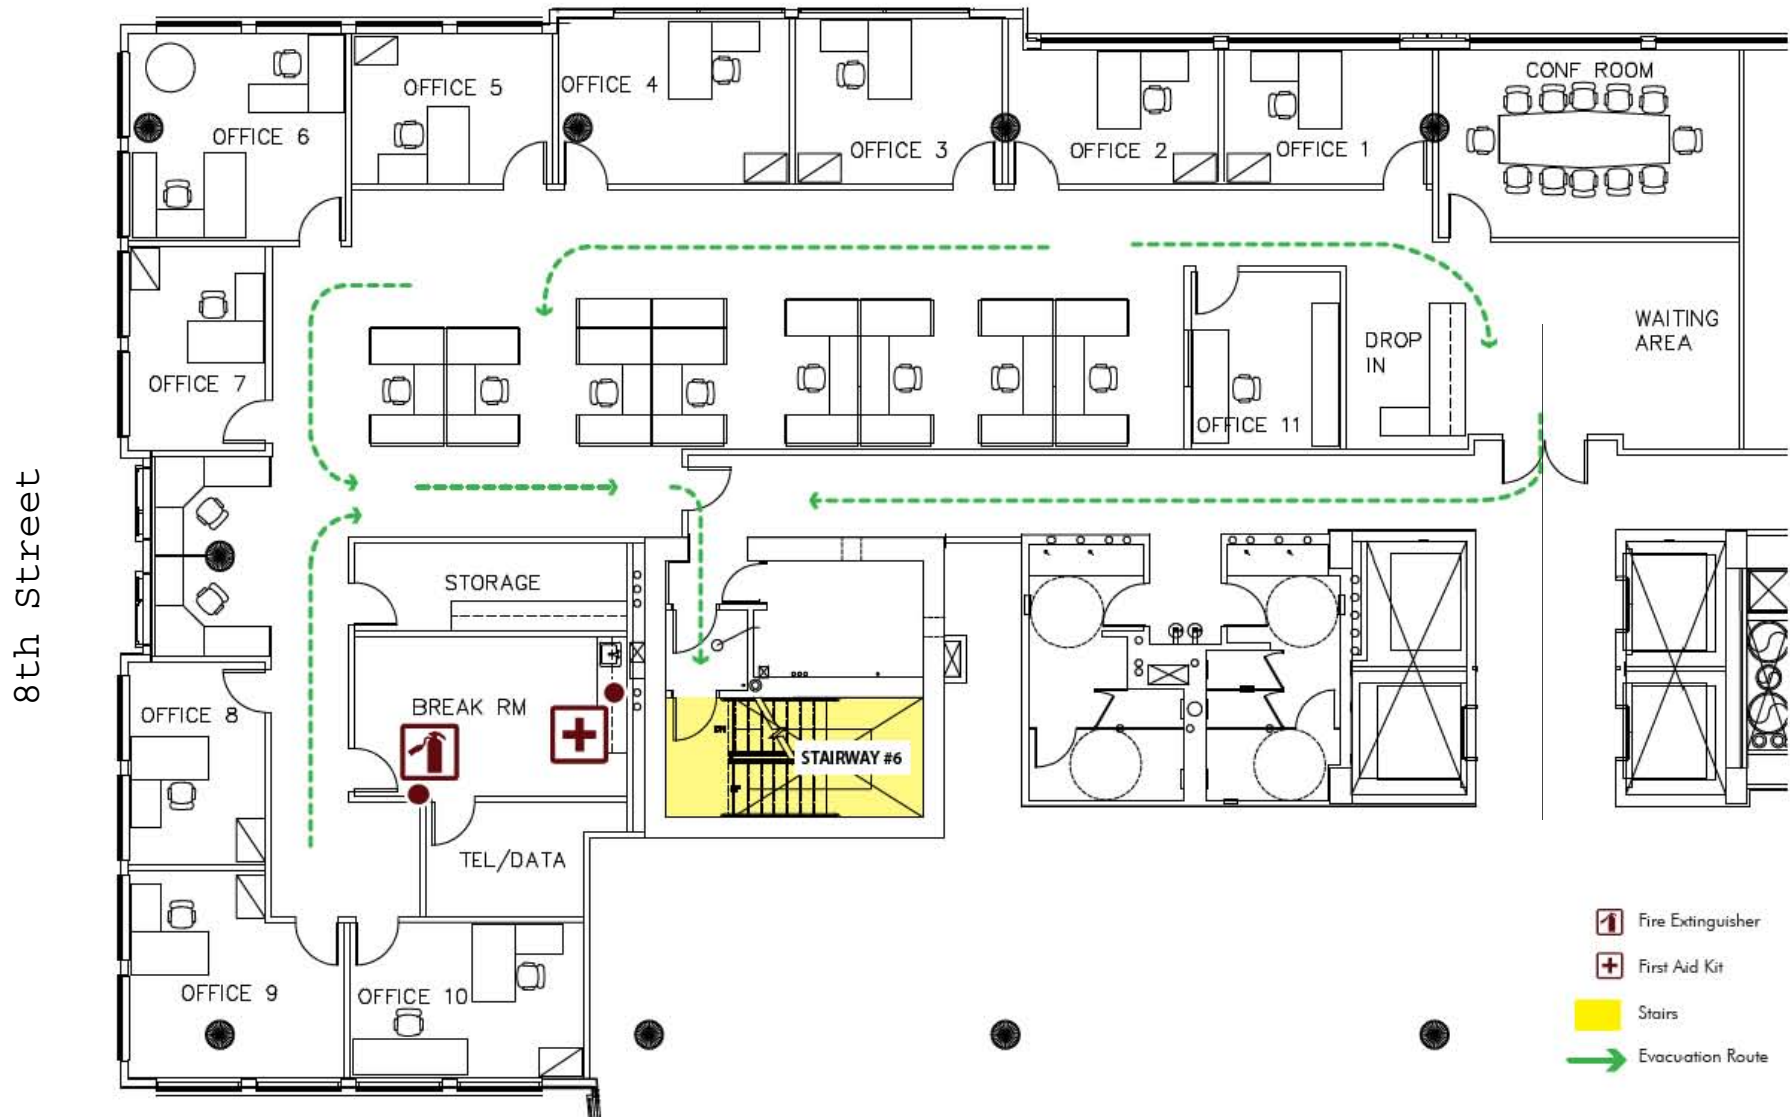 CONF ROOM
OFFICE 5
OFFICE 4
OFFICE 6
OFFICE 3
OFFICE 2
OFFICE 1
WAITING
AREA
DROP
IN
OFFICE 7
OFFICE 11
8th Street
STORAGE
BREAK RM
OFFICE 8
STAIRWAY #6
TEL/DATA
OFFICE 9
OFFICE 10
Fire Extinguisher
First Aid Kit
Stairs
Evacuation Route